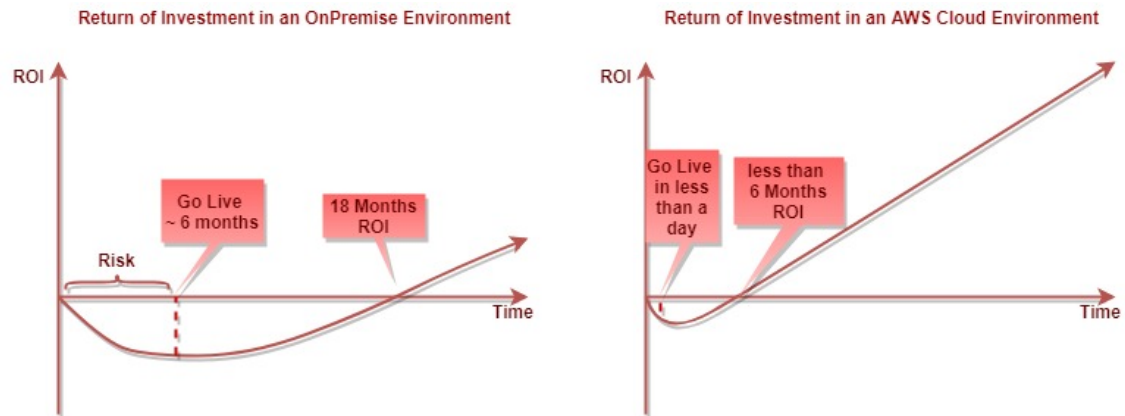 Return of Investment in an OnPremise Environment
ROI
Go Live
~ 6 months
18 Months
ROI
Risk
Time
Return of Investment in an AWS Cloud Environment
ROI
Go Live
in less
than a
day
less than
6 Months
ROI
Time